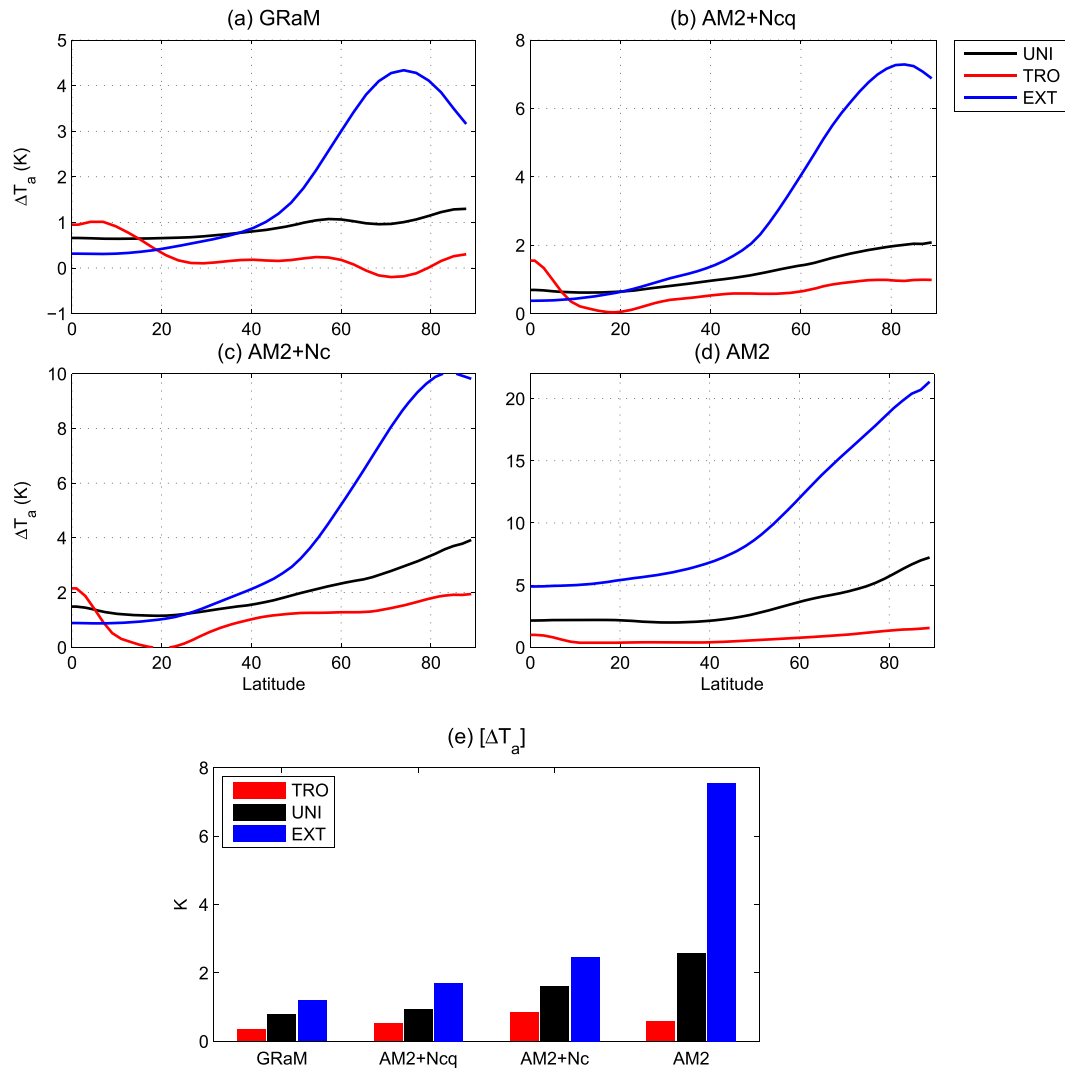 (a) GRaM
(b) AM2+Ncq
UNI
TRO
EXT
ΔT_a (K)
5
4
3
2
1
0
−1
0 20 40 60 80
8
6
4
2
0
0 20 40 60 80
(c) AM2+Nc
(d) AM2
ΔT_a (K)
10
8
6
4
2
0
0 20 40 60 80
Latitude
20
15
10
5
0
0 20 40 60 80
Latitude
(e) [ΔT_a]
TRO
UNI
EXT
K
8
6
4
2
0
GRaM AM2+Ncq AM2+Nc AM2